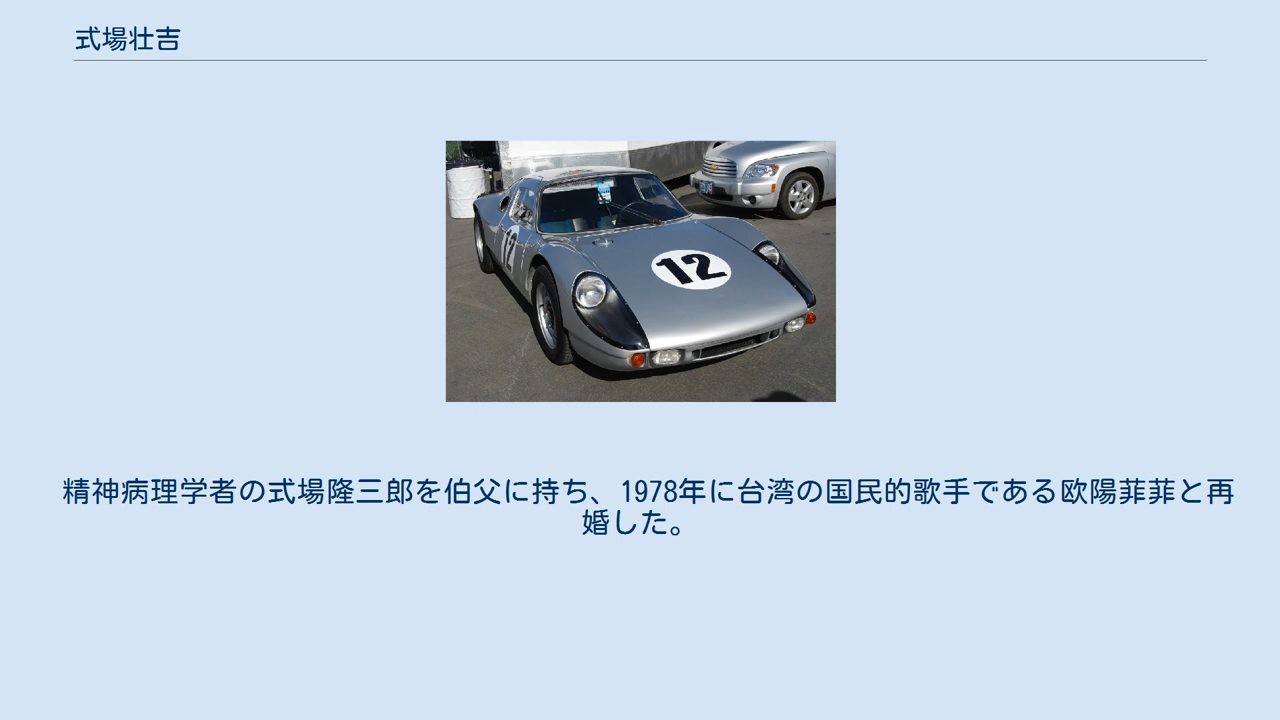 式場壮吉
12
12
精神病理学者の式場隆三郎を伯父に持ち、1978年に台湾の国民的歌手である欧陽菲菲と再
婚した。